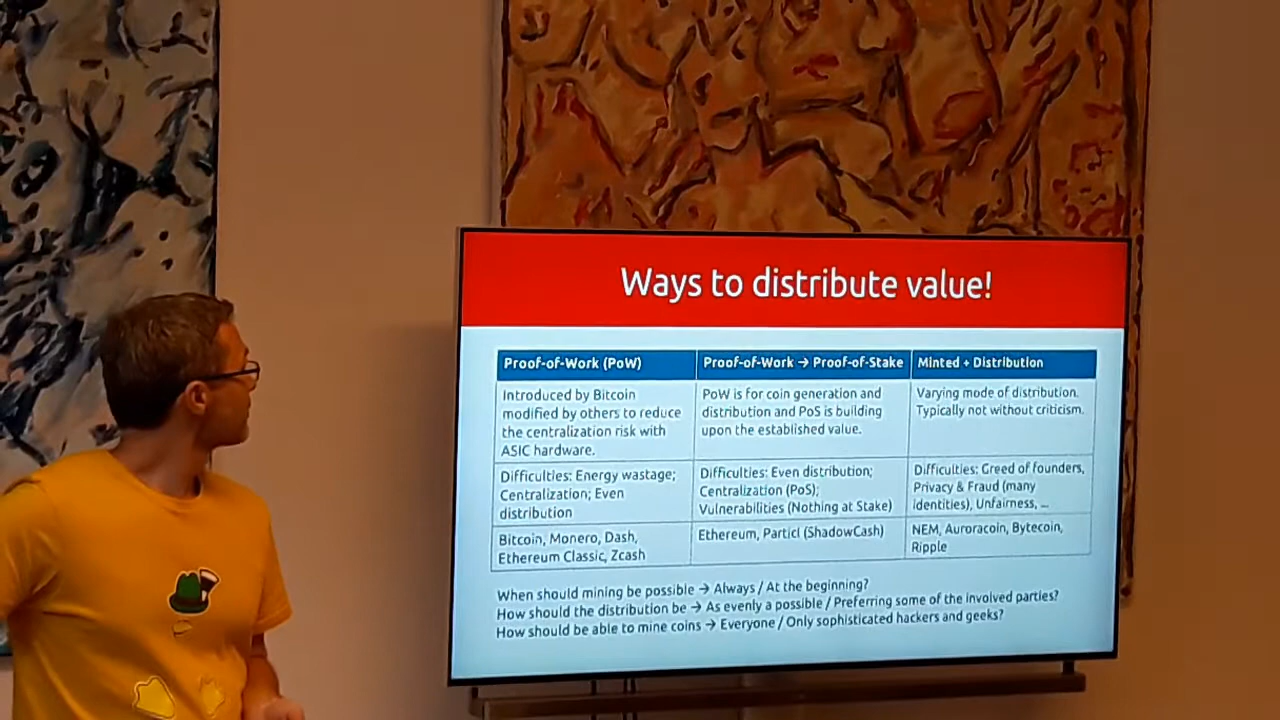 Ways to distribute value!
Proof-of-Work (PoW)
Proof-of-Work → Proof-of-Stake
Minted + Distribution
Introduced by Bitcoin
modified by others to reduce
the centralization risk with
ASIC hardware.
PoW is for coin generation and
distribution and PoS is building
upon the established value.
Varying mode of distribution.
Typically not without criticism.
Difficulties: Energy wastage;
Centralization; Even
distribution
Difficulties: Even distribution;
Centralization (PoS);
Vulnerabilities (Nothing at Stake)
Difficulties: Greed of founders,
Privacy & Fraud (many
identities), Unfairness, ...
Bitcoin, Monero, Dash,
Ethereum Classic, Zcash
Ethereum, Particl (ShadowCash)
NEM, Auroracoin, Bytecoin,
Ripple
When should mining be possible → Always / At the beginning?
How should the distribution be → As evenly a possible / Preferring some of the involved parties?
How should be able to mine coins → Everyone / Only sophisticated hackers and geeks?